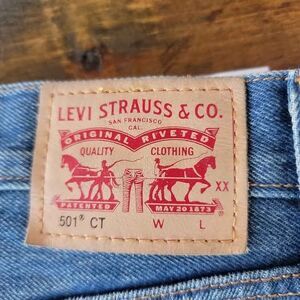 LEVI STRAUSS & CO.
SAN FRANCISCO
CAL.
ORIGINAL RIVETED
QUALITY CLOTHING
XX
PATENTED MAY 20 1873
501® CT W L